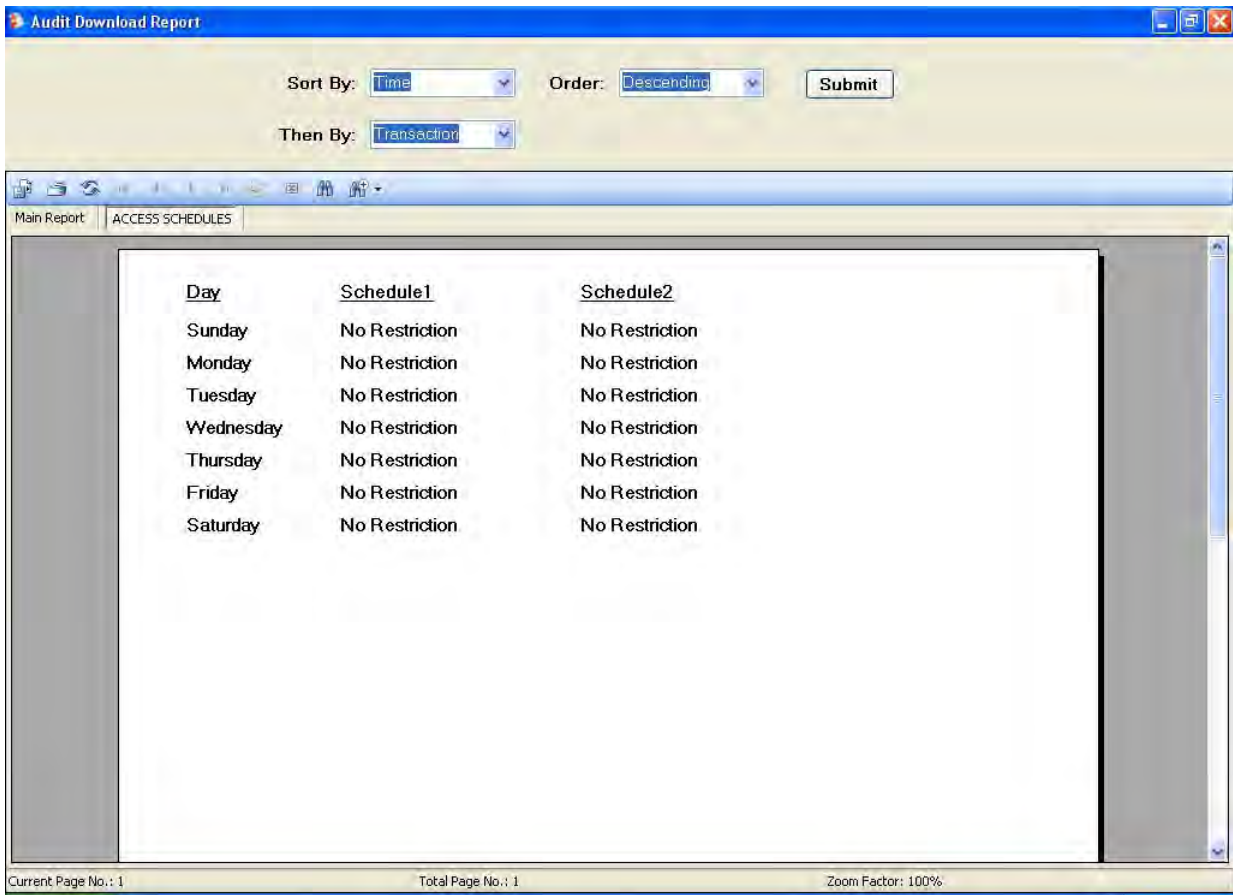 Audit Download Report
Sort By: Time Order: Descending Submit
Then By: Transaction
Main Report ACCESS SCHEDULES
Day Schedule1 Schedule2
Sunday No Restriction No Restriction
Monday No Restriction No Restriction
Tuesday No Restriction No Restriction
Wednesday No Restriction No Restriction
Thursday No Restriction No Restriction
Friday No Restriction No Restriction
Saturday No Restriction No Restriction
Current Page No.: 1 Total Page No.: 1 Zoom Factor: 100%